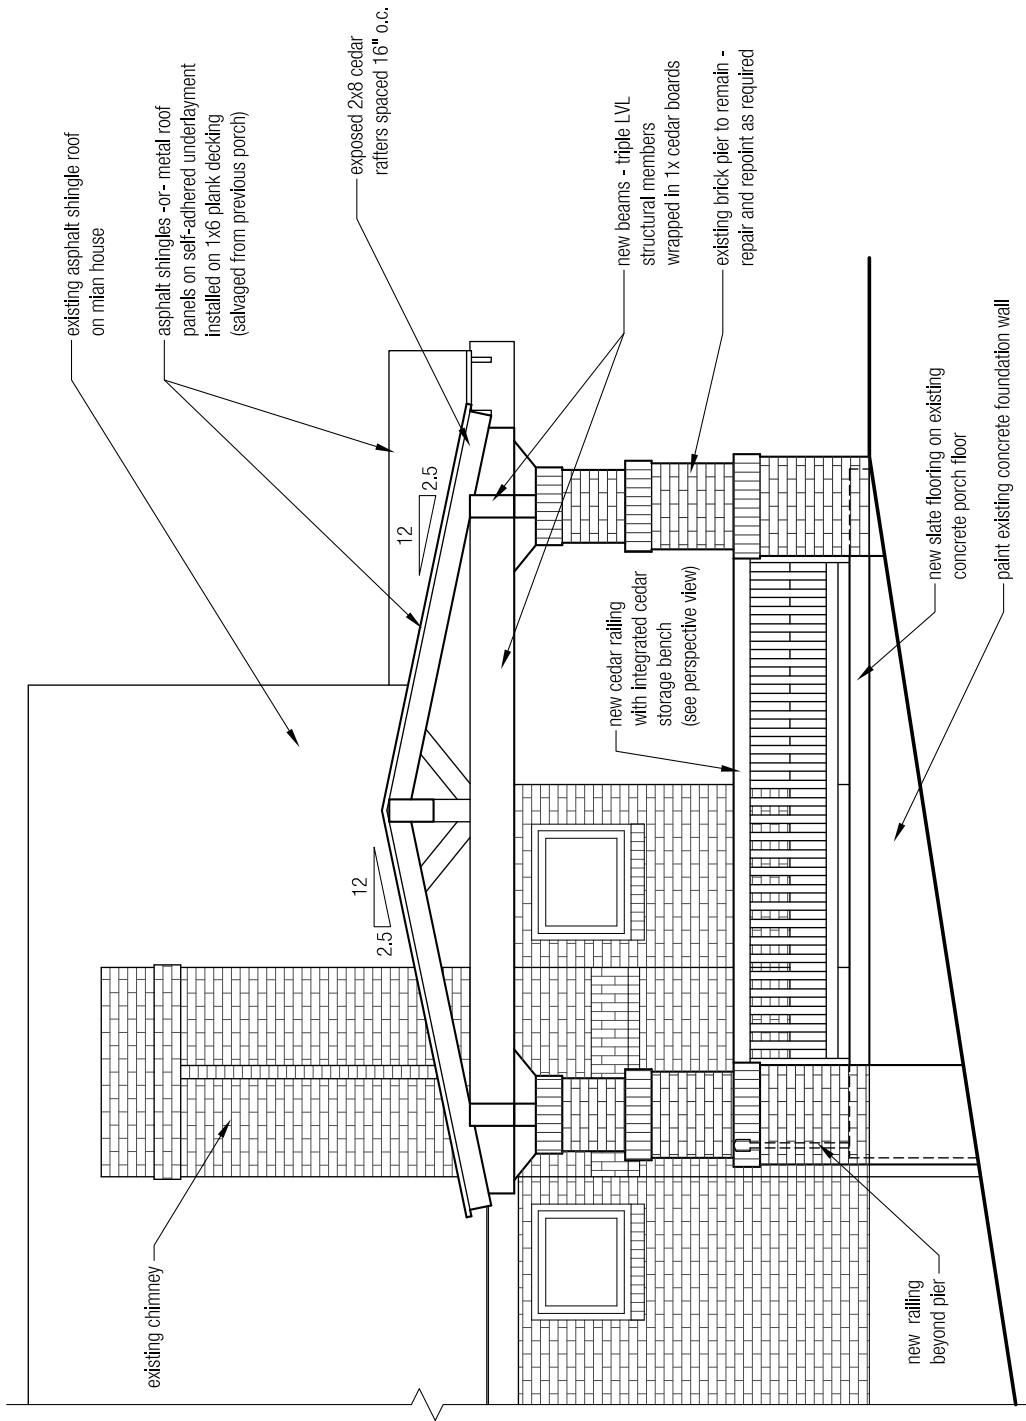 existing asphalt shingle roof
on mian house
asphalt shingles -or- metal roof
panels on self-adhered underlayment
installed on 1x6 plank decking
(salvaged from previous porch)
exposed 2x8 cedar
rafters spaced 16" o.c.
new beams - triple LVL
structural members
wrapped in 1x cedar boards
existing brick pier to remain -
repair and repoint as required
12
2.5
12
2.5
new cedar railing
with integrated cedar
storage bench
(see perspective view)
new slate flooring on existing
concrete porch floor
paint existing concrete foundation wall
existing chimney
new railing
beyond pier